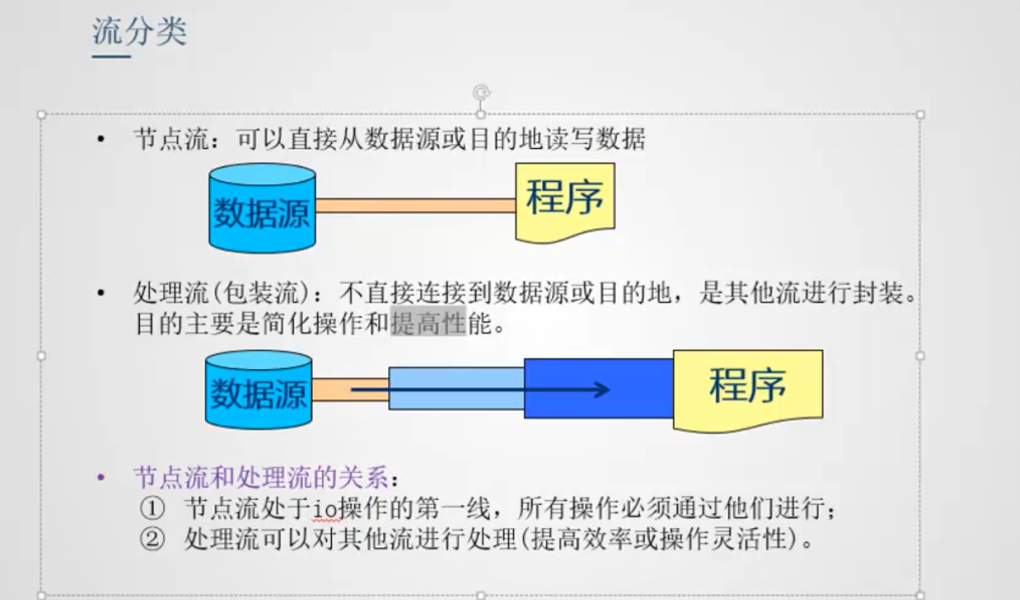 流分类
• 节点流：可以直接从数据源或目的地读写数据
数据源
程序
• 处理流(包装流)：不直接连接到数据源或目的地，是其他流进行封装。
目的主要是简化操作和提高性能。
数据源
程序
• 节点流和处理流的关系：
① 节点流处于io操作的第一线，所有操作必须通过他们进行；
② 处理流可以对其他流进行处理(提高效率或操作灵活性)。